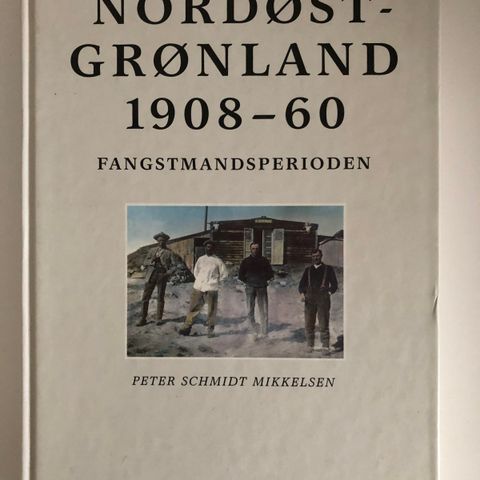 NORDØST-
GRØNLAND
1908–60
FANGSTMANDSPERIODEN
PETER SCHMIDT MIKKELSEN